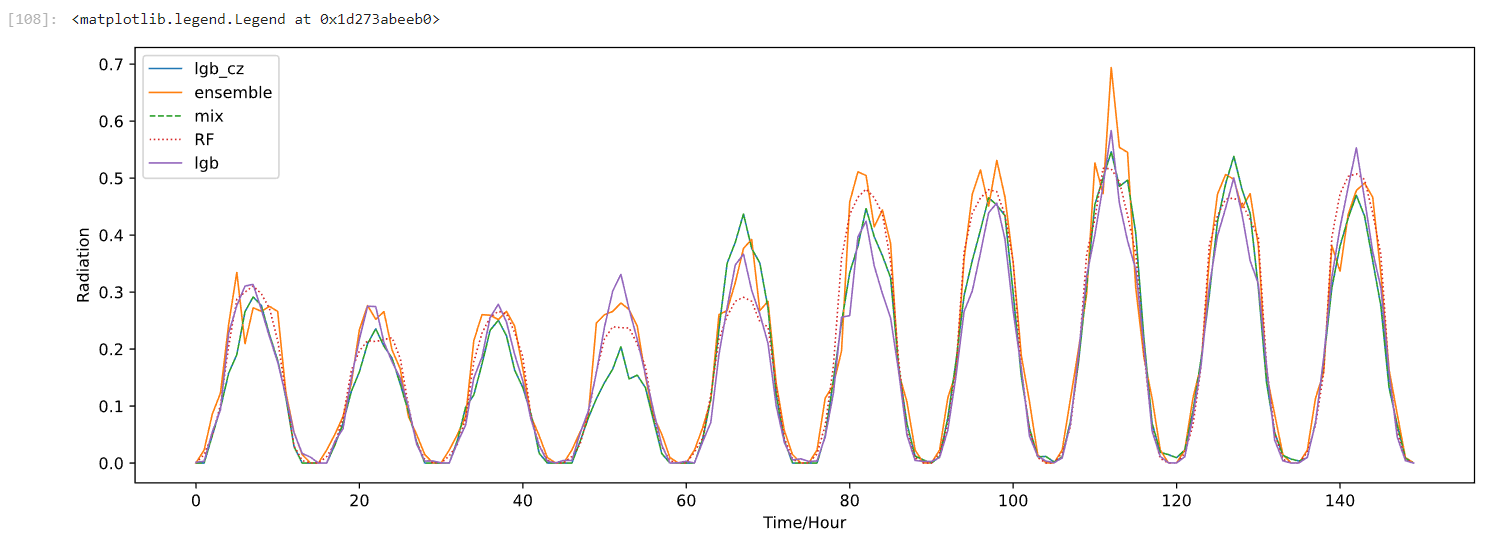 [108]: <matplotlib.legend.Legend at 0x1d273abeeb0>
lgb_cz
ensemble
mix
RF
lgb
0.7
0.6
0.5
0.4
0.3
0.2
0.1
0.0
Radiation
0 20 40 60 80 100 120 140
Time/Hour